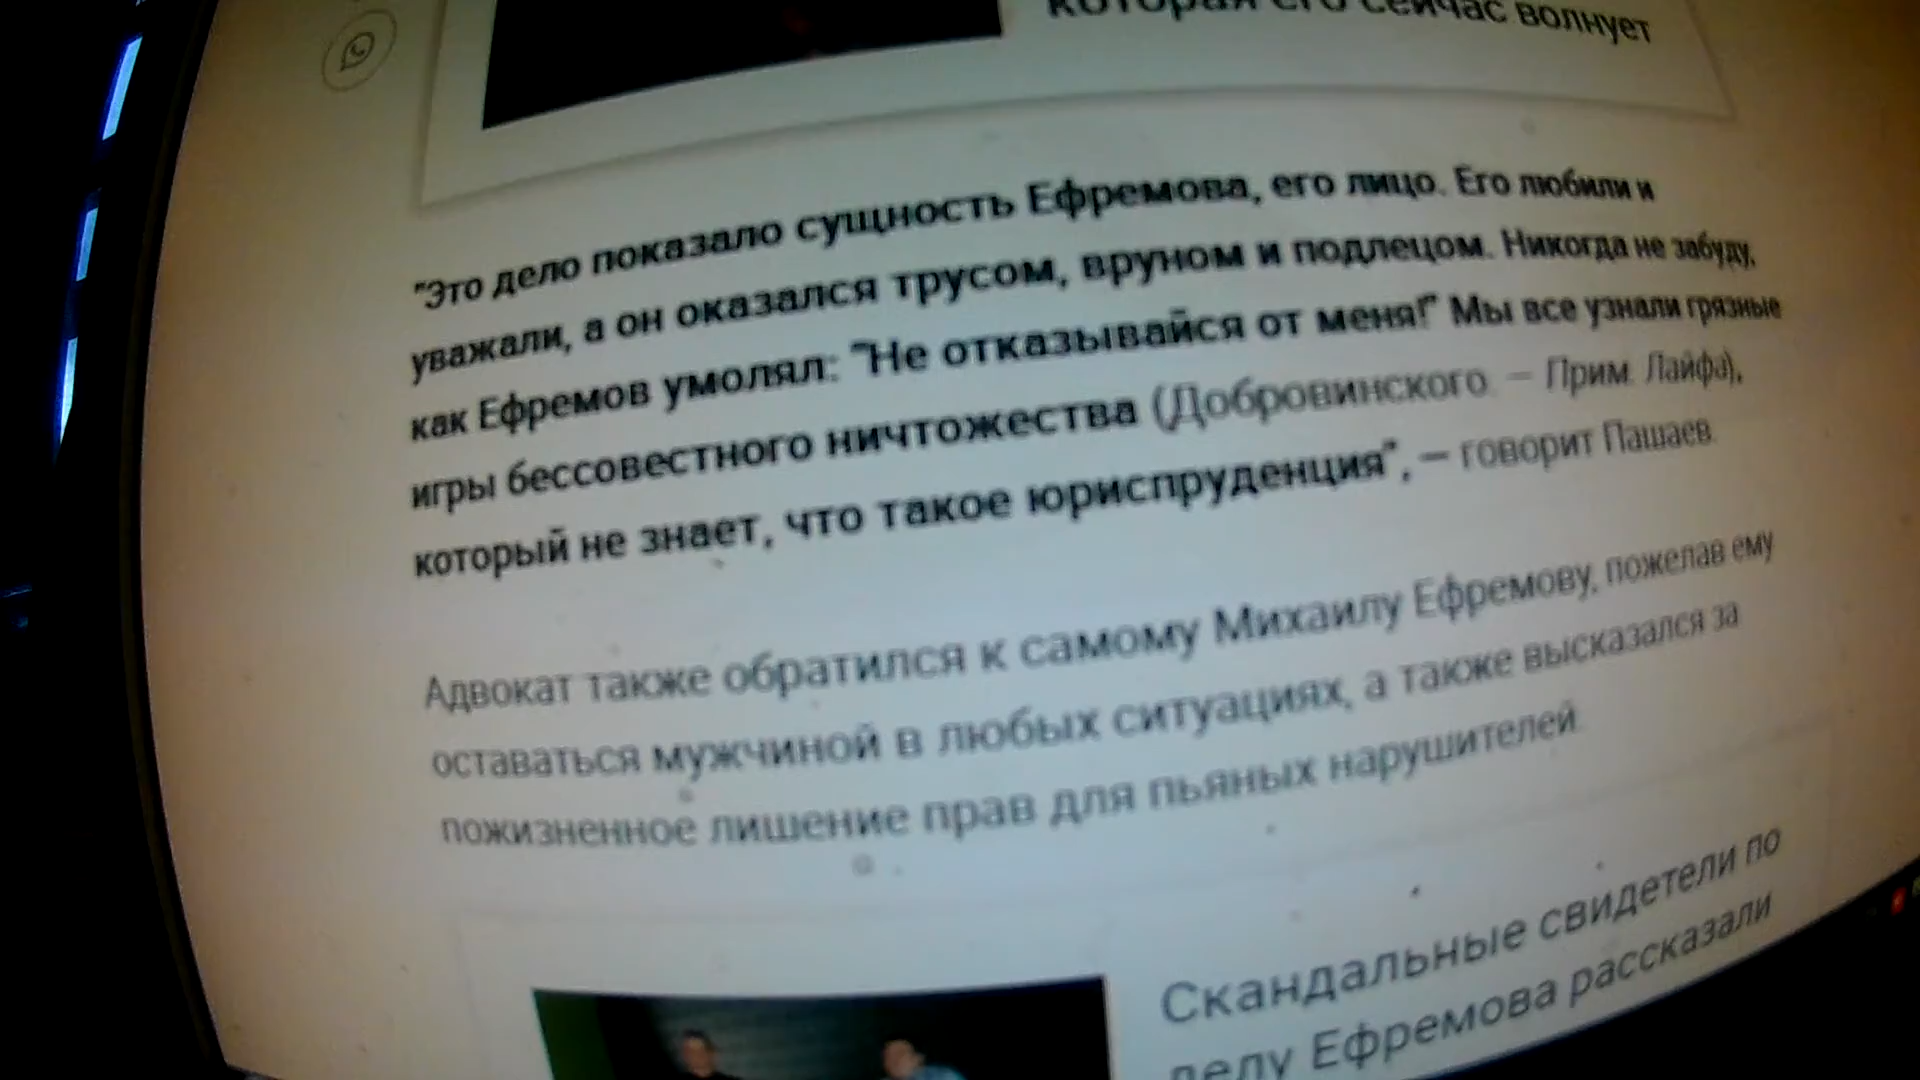 которая его сейчас волнует
"Это дело показало сущность Ефремова, его лицо. Его любили и
уважали, а он оказался трусом, вруном и подлецом. Никогда не забуду,
как Ефремов умолял: "Не отказывайся от меня!" Мы все узнали грязные
игры бессовестного ничтожества (Добровинского. — Прим. Лайфа),
который не знает, что такое юриспруденция", — говорит Пашаев.
Адвокат также обратился к самому Михаилу Ефремову, пожелав ему
оставаться мужчиной в любых ситуациях, а также высказался за
пожизненное лишение прав для пьяных нарушителей.
Скандальные свидетели по
делу Ефремова рассказали